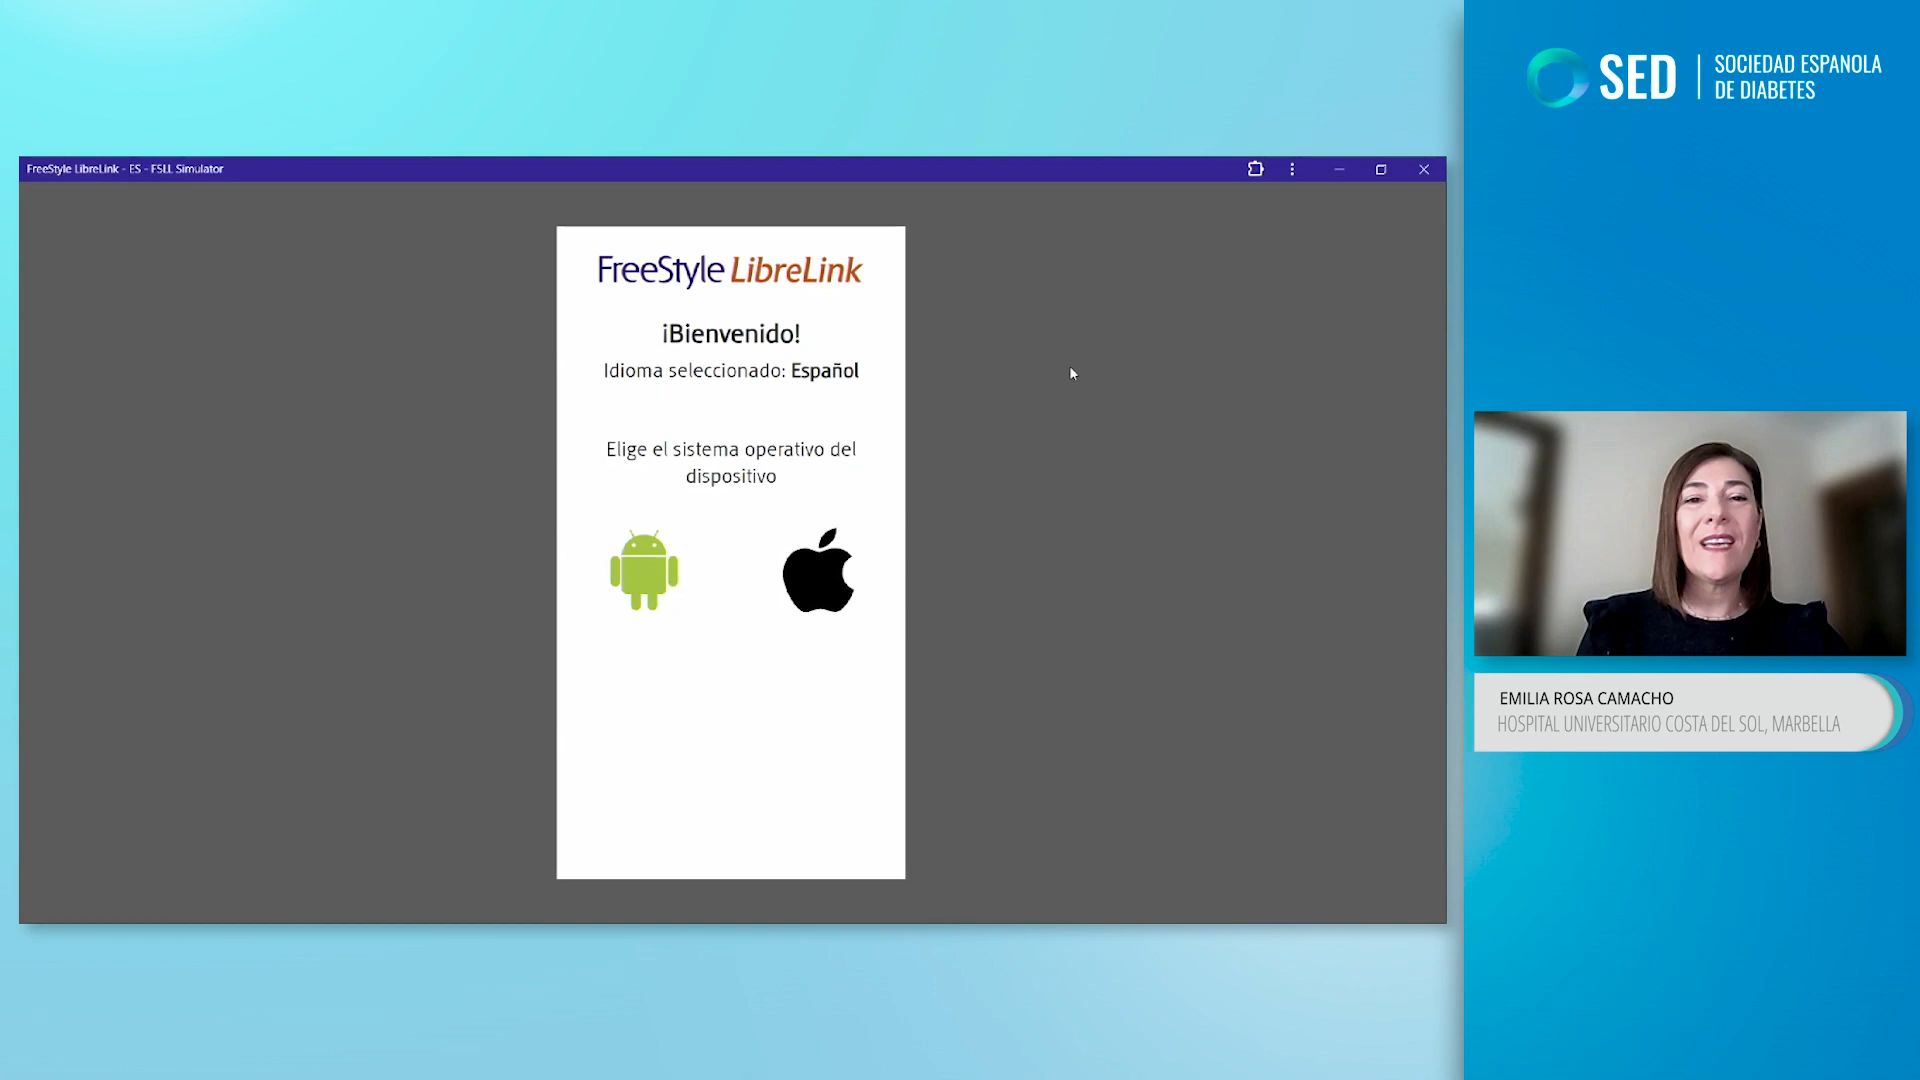 FreeStyle LibreLink - ES - FSLL Simulator
FreeStyle LibreLink
¡Bienvenido!
Idioma seleccionado: Español
Elige el sistema operativo del
dispositivo
SED
SOCIEDAD ESPANOLA
DE DIABETES
EMILIA ROSA CAMACHO
HOSPITAL UNIVERSITARIO COSTA DEL SOL, MARBELLA